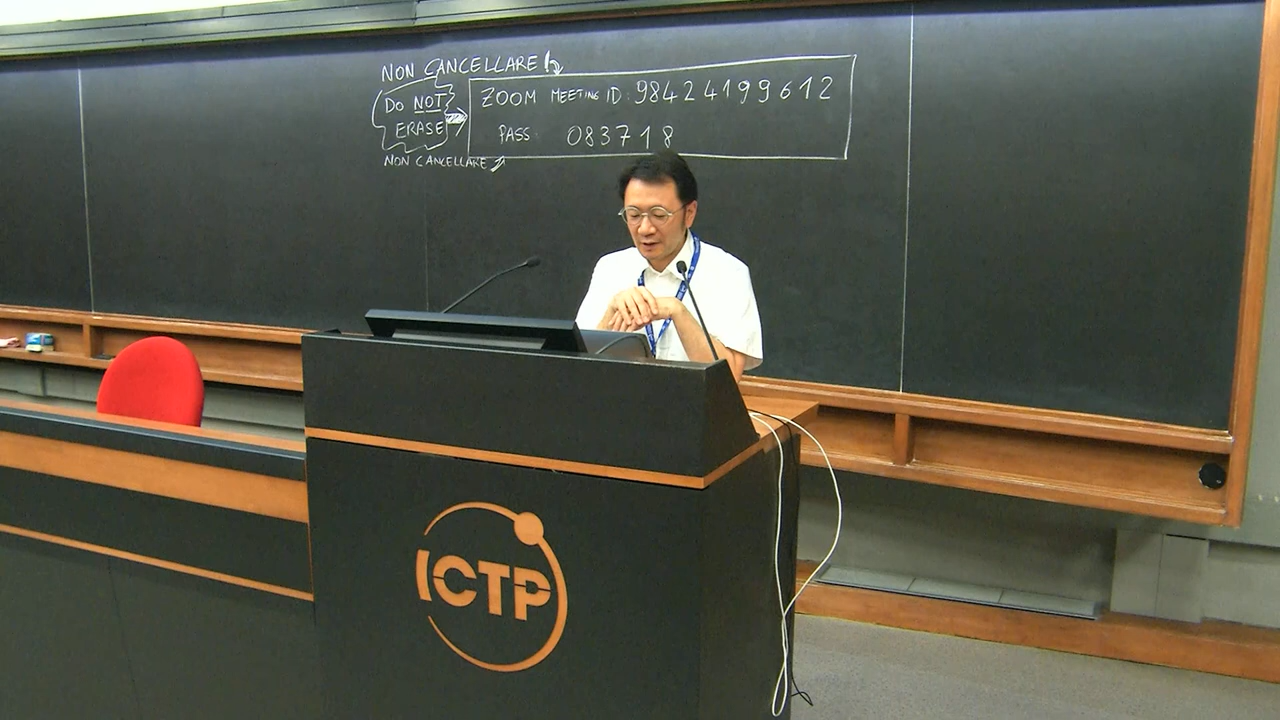 NON CANCELLARE !
DO NOT
ERASE
ZOOM MEETING ID: 98424199612
PASS: 083718
NON CANCELLARE
ICTP